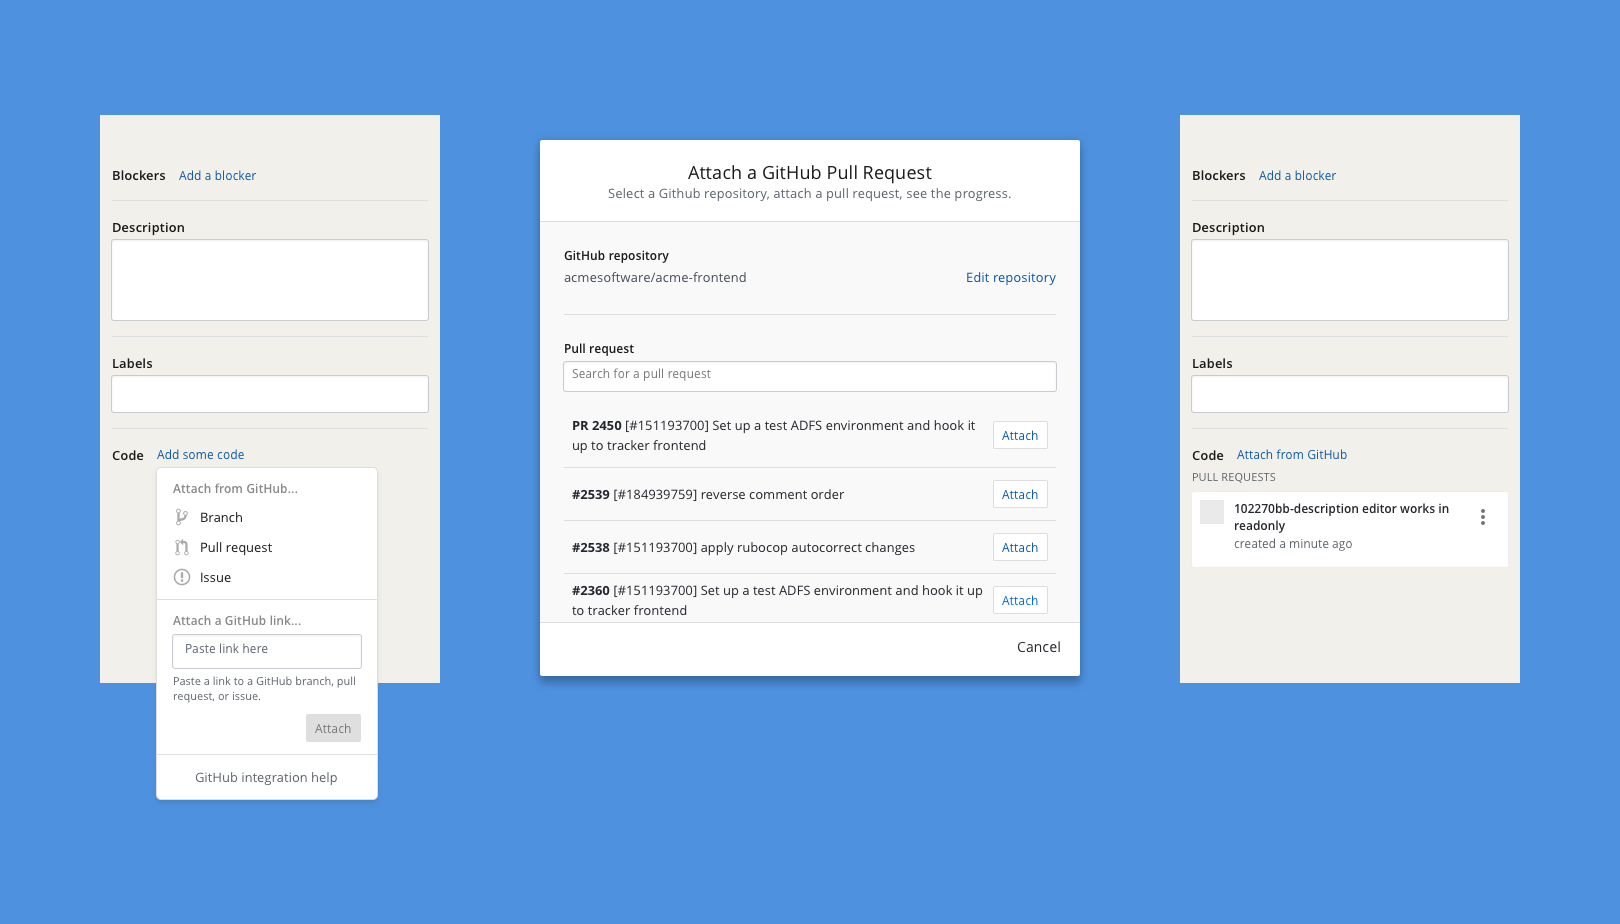 Blockers Add a blocker
Description
Labels
Code Add some code
Attach from GitHub...
Branch
Pull request
Issue
Attach a GitHub link...
Paste link here
Paste a link to a GitHub branch, pull
request, or issue.
Attach
GitHub integration help
Attach a GitHub Pull Request
Select a Github repository, attach a pull request, see the progress.
GitHub repository
acmesoftware/acme-frontend Edit repository
Pull request
Search for a pull request
PR 2450 [#151193700] Set up a test ADFS environment and hook it
up to tracker frontend
Attach
#2539 [#184939759] reverse comment order Attach
#2538 [#151193700] apply rubocop autocorrect changes Attach
#2360 [#151193700] Set up a test ADFS environment and hook it up
to tracker frontend
Attach
Cancel
Blockers Add a blocker
Description
Labels
Code Attach from GitHub
PULL REQUESTS
102270bb-description editor works in
readonly
created a minute ago